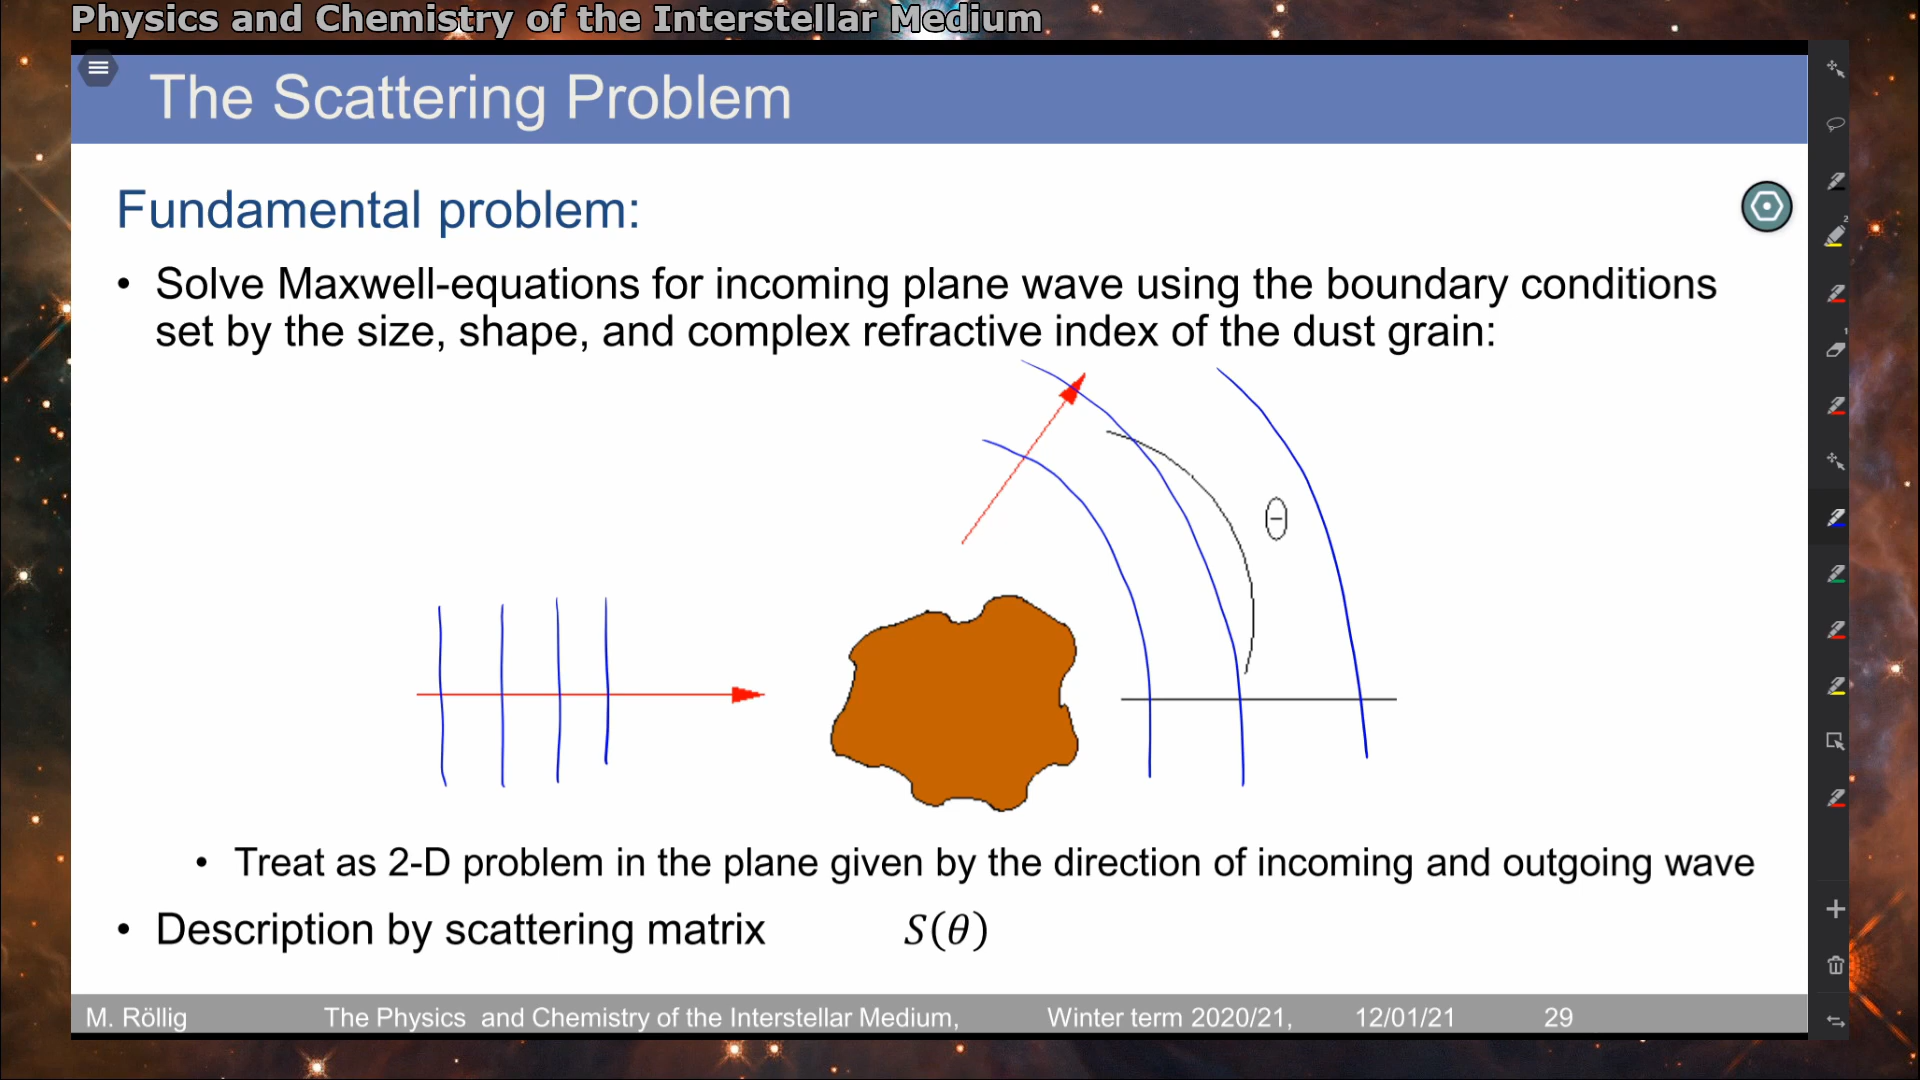 Physics and Chemistry of the Interstellar Medium
The Scattering Problem
Fundamental problem:
• Solve Maxwell-equations for incoming plane wave using the boundary conditions
set by the size, shape, and complex refractive index of the dust grain:
Θ
• Treat as 2-D problem in the plane given by the direction of incoming and outgoing wave
• Description by scattering matrix S(θ)
M. Röllig The Physics and Chemistry of the Interstellar Medium, Winter term 2020/21, 12/01/21 29
2
1